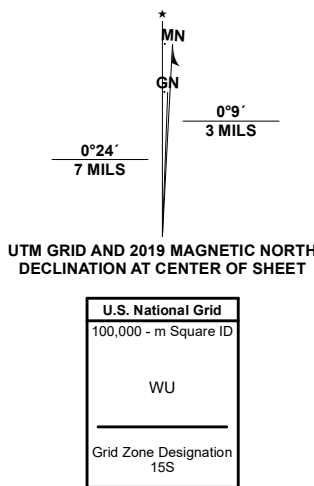 ★
MN
GN
0°9´
3 MILS
0°24´
7 MILS
UTM GRID AND 2019 MAGNETIC NORTH
DECLINATION AT CENTER OF SHEET
U.S. National Grid
100,000 - m Square ID
WU
Grid Zone Designation
15S